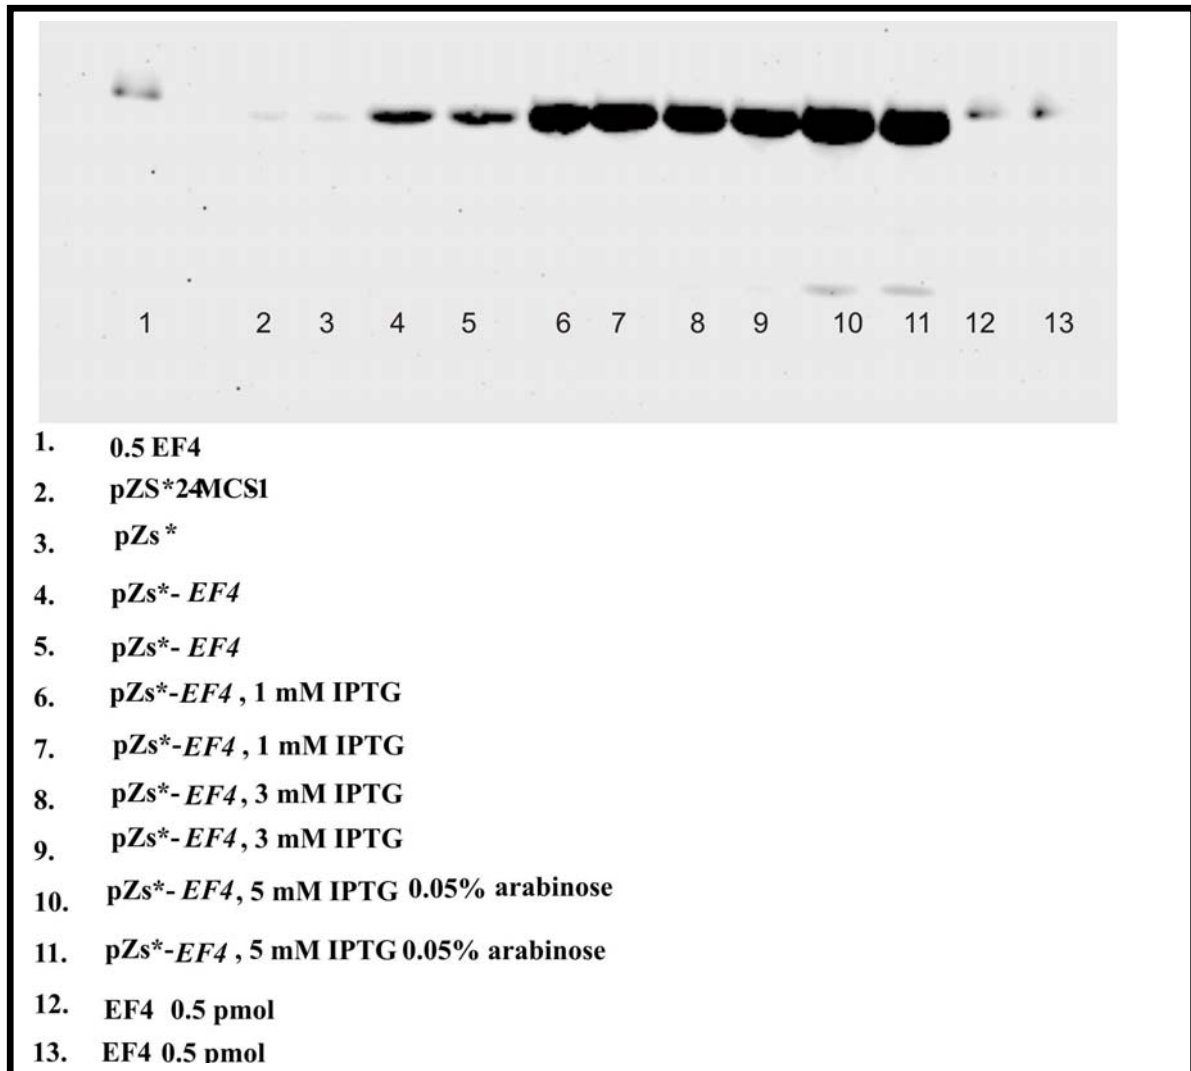 1 2 3 4 5 6 7 8 9 10 11 12 13
1. 0.5 EF4
2. pZS*24MCS1
3. pZs*
4. pZs*- EF4
5. pZs*- EF4
6. pZs*-EF4 , 1 mM IPTG
7. pZs*-EF4 , 1 mM IPTG
8. pZs*- EF4, 3 mM IPTG
9. pZs*- EF4, 3 mM IPTG
10. pZs*- EF4, 5 mM IPTG 0.05% arabinose
11. pZs*-EF4 , 5 mM IPTG 0.05% arabinose
12. EF4 0.5 pmol
13. EF4 0.5 pmol